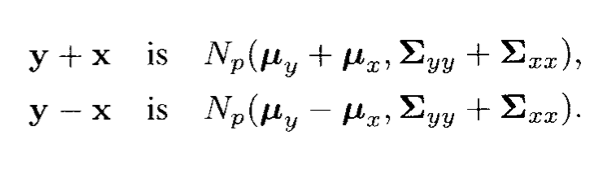 y + x is N_p(μ_y + μ_x, Σ_yy + Σ_xx),
y − x is N_p(μ_y − μ_x, Σ_yy + Σ_xx).